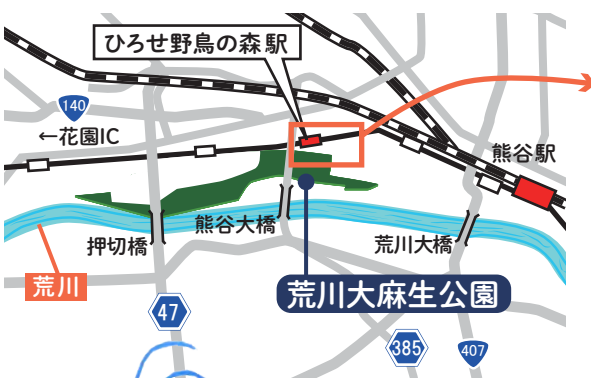 ひろせ野鳥の森駅
140
←花園IC
熊谷駅
熊谷大橋
押切橋
荒川大橋
荒川
荒川大麻生公園
47
385
407